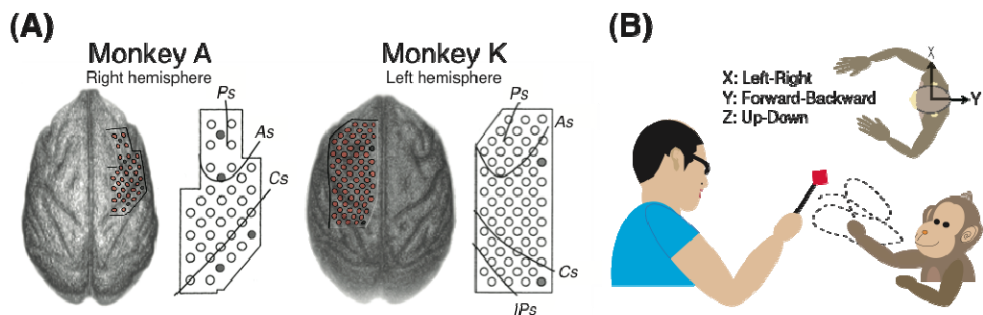 (A)
Monkey A
Right hemisphere
Ps
As
Cs
Monkey K
Left hemisphere
Ps
As
Cs
IPs
(B)
X: Left-Right
Y: Forward-Backward
Z: Up-Down
X
Y